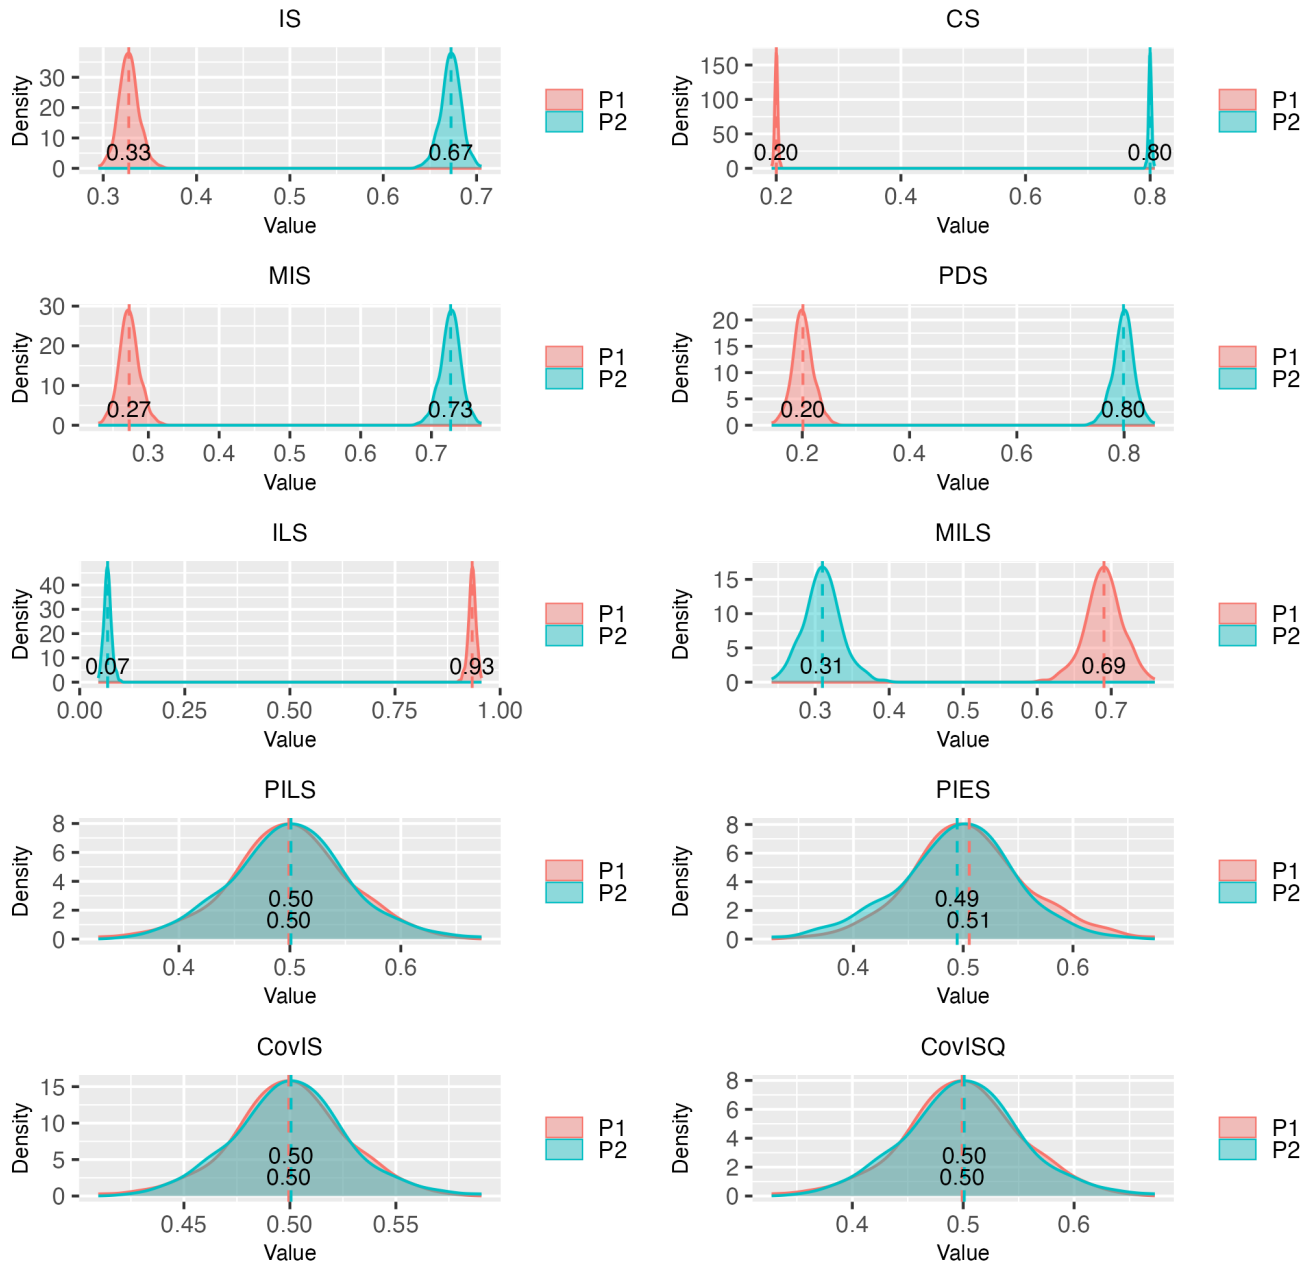 IS
Density
30
20
10
0
0.33
0.67
0.3
0.4
0.5
0.6
0.7
Value
P1
P2
CS
Density
150
100
50
0
0.20
0.80
0.2
0.4
0.6
0.8
Value
P1
P2
MIS
Density
30
20
10
0
0.27
0.73
0.3
0.4
0.5
0.6
0.7
Value
P1
P2
PDS
Density
20
15
10
5
0
0.20
0.80
0.2
0.4
0.6
0.8
Value
P1
P2
ILS
Density
40
30
20
10
0
0.07
0.93
0.00
0.25
0.50
0.75
1.00
Value
P1
P2
MILS
Density
15
10
5
0
0.31
0.69
0.3
0.4
0.5
0.6
0.7
Value
P1
P2
PILS
Density
8
6
4
2
0
0.50
0.50
0.4
0.5
0.6
Value
P1
P2
PIES
Density
8
6
4
2
0
0.49
0.51
0.4
0.5
0.6
Value
P1
P2
CovIS
Density
15
10
5
0
0.50
0.50
0.45
0.50
0.55
Value
P1
P2
CovISQ
Density
8
6
4
2
0
0.50
0.50
0.4
0.5
0.6
Value
P1
P2